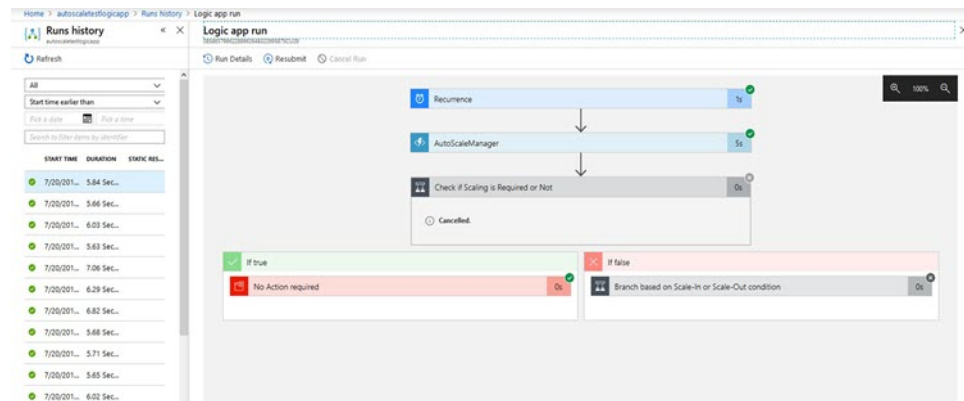 Home > autoscaletestlogicapp > Runs history > Logic app run
Runs history
autoscaletestlogicapp
Refresh
All
Start time earlier than
Pick a date Pick a time
Search to filter items by identifier
START TIME DURATION STATIC RES...
7/20/201... 5.84 Sec...
7/20/201... 5.66 Sec...
7/20/201... 6.03 Sec...
7/20/201... 5.63 Sec...
7/20/201... 7.06 Sec...
7/20/201... 6.29 Sec...
7/20/201... 6.82 Sec...
7/20/201... 5.68 Sec...
7/20/201... 5.71 Sec...
7/20/201... 5.65 Sec...
7/20/201... 6.02 Sec...
Logic app run
Run Details Resubmit Cancel Run
100%
Recurrence 1s
AutoScaleManager 5s
Check if Scaling is Required or Not 0s
Cancelled.
If true
No Action required 0s
If false
Branch based on Scale-In or Scale-Out condition 0s